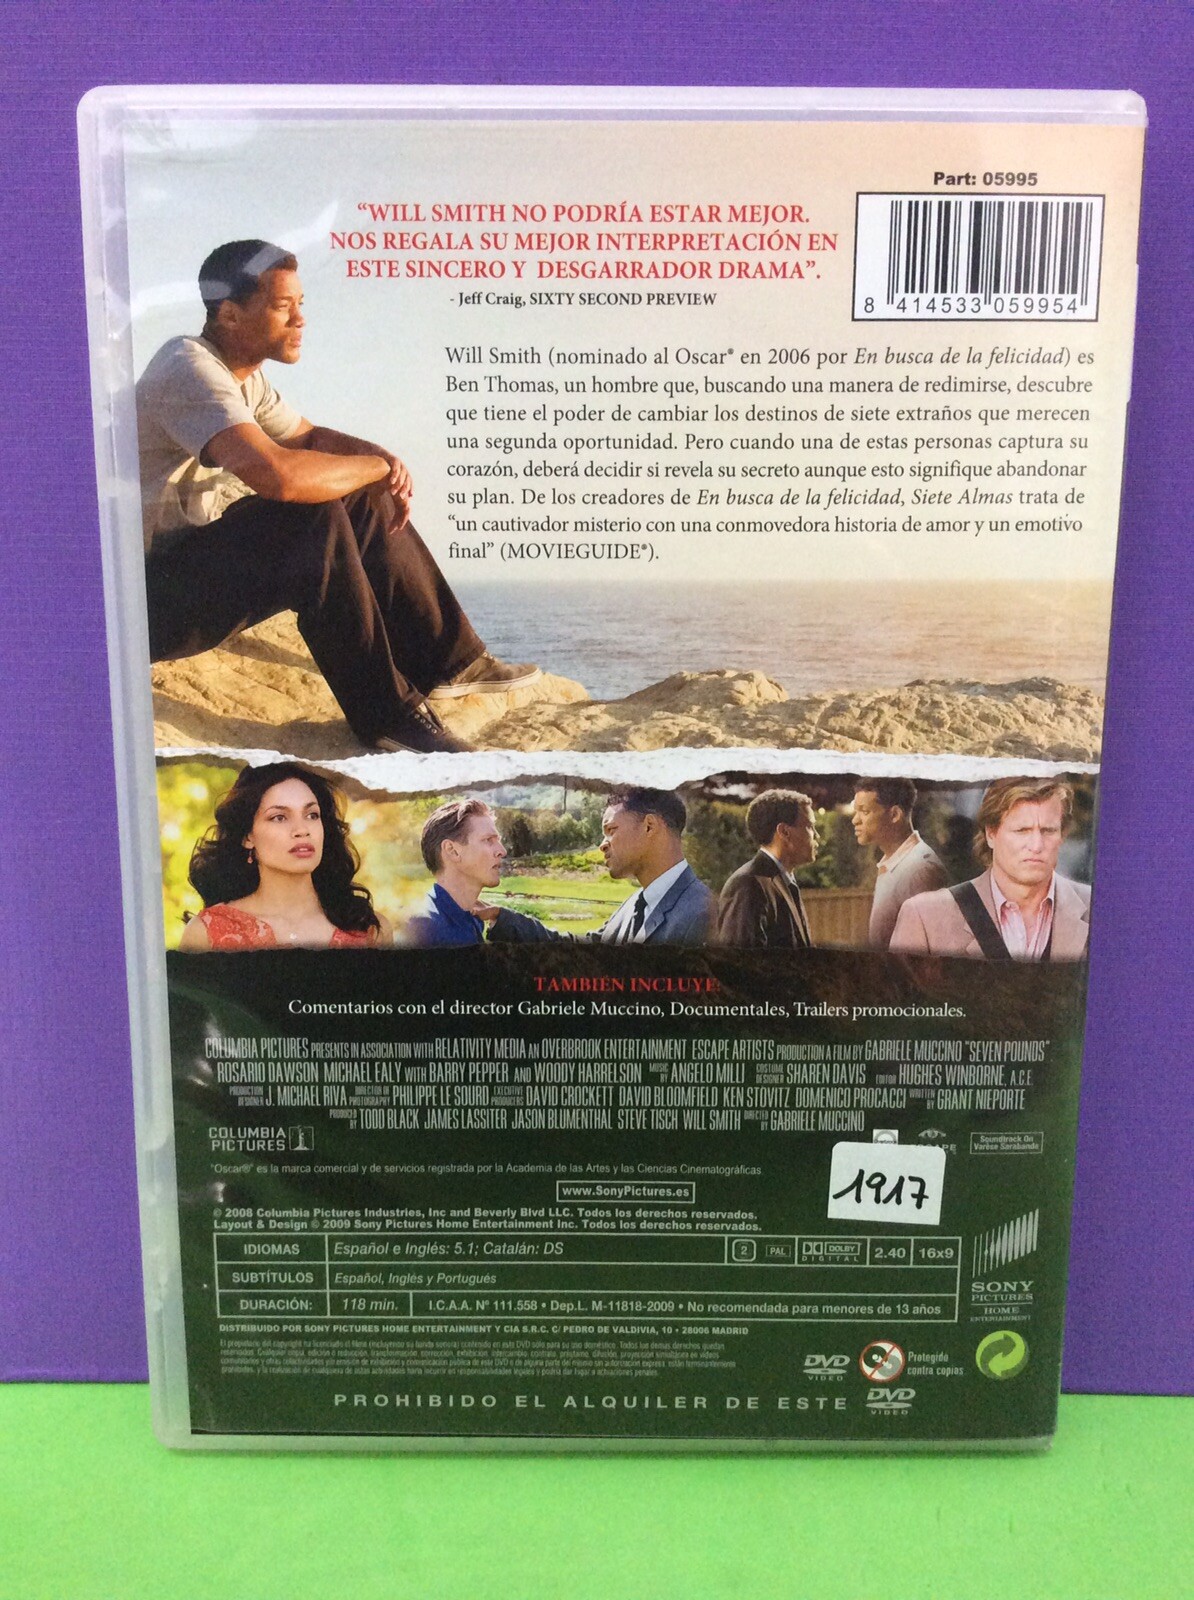 Part: 05995
“WILL SMITH NO PODRÍA ESTAR MEJOR.
NOS REGALA SU MEJOR INTERPRETACIÓN EN
ESTE SINCERO Y DESGARRADOR DRAMA”.
- Jeff Craig, SIXTY SECOND PREVIEW
8 414533 059954
Will Smith (nominado al Oscar® en 2006 por En busca de la felicidad) es
Ben Thomas, un hombre que, buscando una manera de redimirse, descubre
que tiene el poder de cambiar los destinos de siete extraños que merecen
una segunda oportunidad. Pero cuando una de estas personas captura su
corazón, deberá decidir si revela su secreto aunque esto signifique abandonar
su plan. De los creadores de En busca de la felicidad, Siete Almas trata de
“un cautivador misterio con una conmovedora historia de amor y un emotivo
final” (MOVIEGUIDE®).
TAMBIÉN INCLUYE:
Comentarios con el director Gabriele Muccino, Documentales, Trailers promocionales.
COLUMBIA PICTURES PRESENTS IN ASSOCIATION WITH RELATIVITY MEDIA AN OVERBROOK ENTERTAINMENT ESCAPE ARTISTS PRODUCTION A FILM BY GABRIELE MUCCINO "SEVEN POUNDS"
ROSARIO DAWSON MICHAEL EALY WITH BARRY PEPPER AND WOODY HARRELSON MUSIC BY ANGELO MILLI COSTUME DESIGNER SHAREN DAVIS EDITOR HUGHES WINBORNE, A.C.E.
PRODUCTION DESIGNER J. MICHAEL RIVA DIRECTOR OF PHOTOGRAPHY PHILIPPE LE SOURD EXECUTIVE PRODUCERS DAVID CROCKETT DAVID BLOOMFIELD KEN STOVITZ DOMENICO PROCACCI WRITTEN BY GRANT NIEPORTE
PRODUCED BY TODD BLACK JAMES LASSITER JASON BLUMENTHAL STEVE TISCH WILL SMITH DIRECTED BY GABRIELE MUCCINO
COLUMBIA
PICTURES
Soundtrack On
Varèse Sarabande
"Oscar®" es la marca comercial y de servicios registrada por la Academia de las Artes y las Ciencias Cinematográficas.
1917
www.SonyPictures.es
© 2008 Columbia Pictures Industries, Inc and Beverly Blvd LLC. Todos los derechos reservados.
Layout & Design © 2009 Sony Pictures Home Entertainment Inc. Todos los derechos reservados.
IDIOMAS Español e Inglés: 5.1; Catalán: DS 2 PAL DOLBY DIGITAL 2.40 16x9
SUBTÍTULOS Español, Inglés y Portugués
DURACIÓN: 118 min. I.C.A.A. Nº 111.558 • Dep.L. M-11818-2009 • No recomendada para menores de 13 años
SONY
PICTURES
HOME
ENTERTAINMENT
DISTRIBUIDO POR SONY PICTURES HOME ENTERTAINMENT Y CIA S.R.C. C/ PEDRO DE VALDIVIA, 10 • 28006 MADRID
DVD VIDEO
Protegido
contra copias
PROHIBIDO EL ALQUILER DE ESTE DVD VIDEO